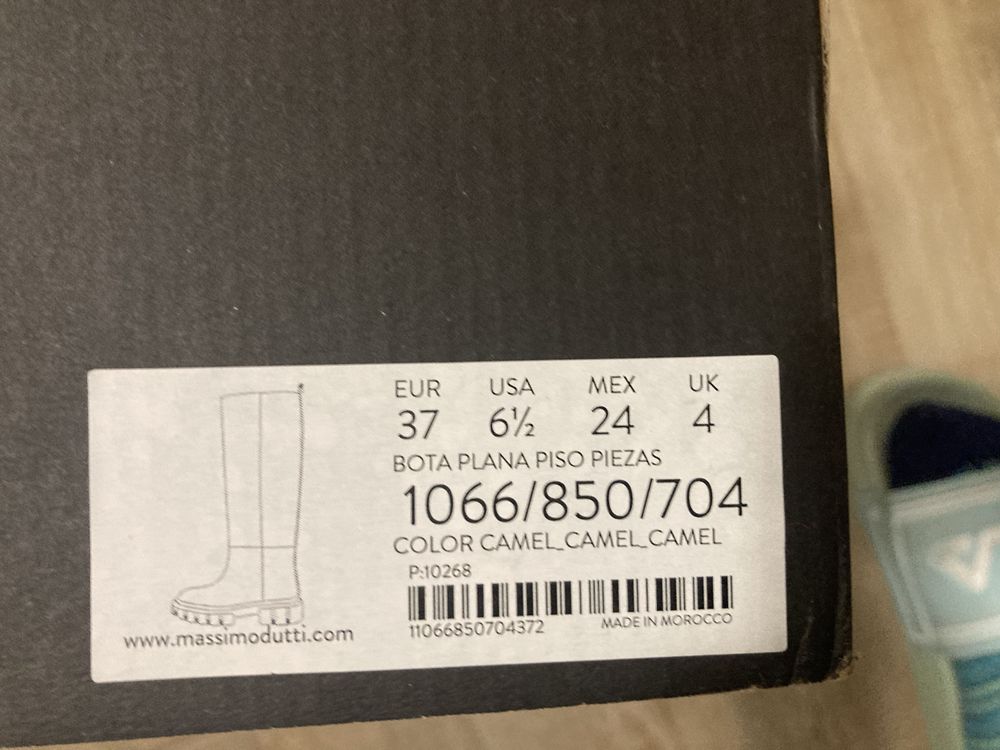 EUR USA MEX UK
37 6½ 24 4
BOTA PLANA PISO PIEZAS
1066/850/704
COLOR CAMEL_CAMEL_CAMEL
P:10268
11066850704372 MADE IN MOROCCO
www.massimodutti.com